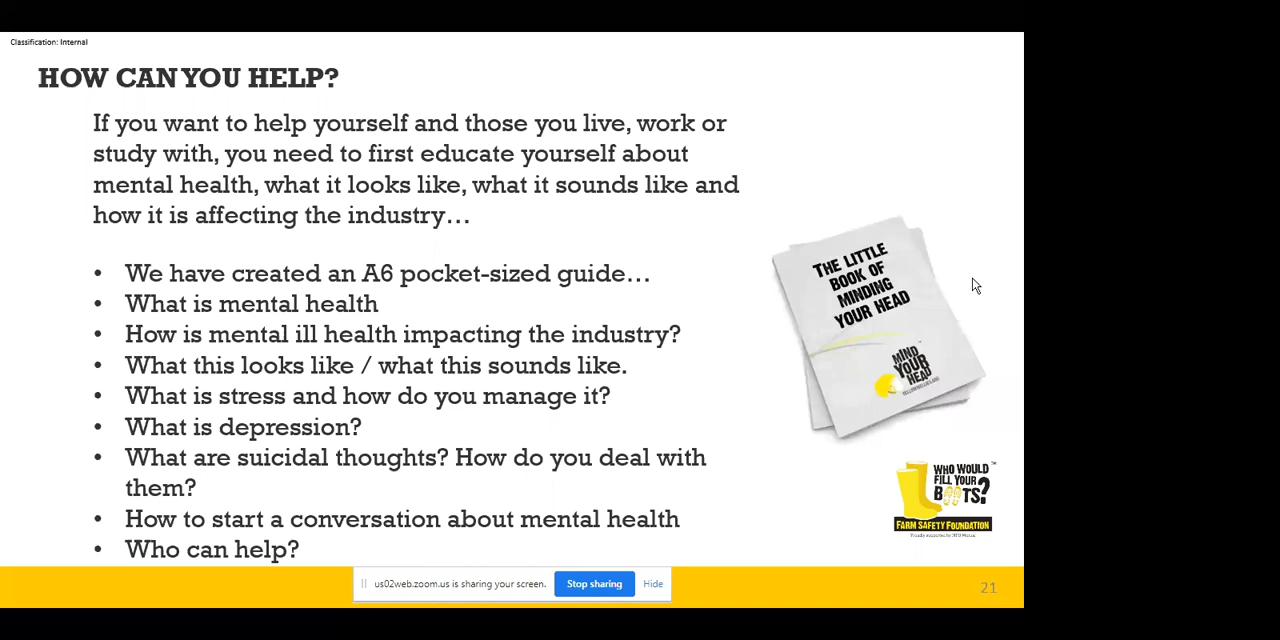 Classification: Internal
HOW CAN YOU HELP?
If you want to help yourself and those you live, work or
study with, you need to first educate yourself about
mental health, what it looks like, what it sounds like and
how it is affecting the industry…
• We have created an A6 pocket-sized guide…
• What is mental health
• How is mental ill health impacting the industry?
• What this looks like / what this sounds like.
• What is stress and how do you manage it?
• What is depression?
• What are suicidal thoughts? How do you deal with
them?
• How to start a conversation about mental health
• Who can help?
THE LITTLE
BOOK OF
MINDING
YOUR HEAD
MIND
YOUR
HEAD
WHO WOULD
FILL YOUR
BOOTS?
™
FARM SAFETY FOUNDATION
Proudly supported by NFU Mutual
us02web.zoom.us is sharing your screen.
Stop sharing
Hide
21